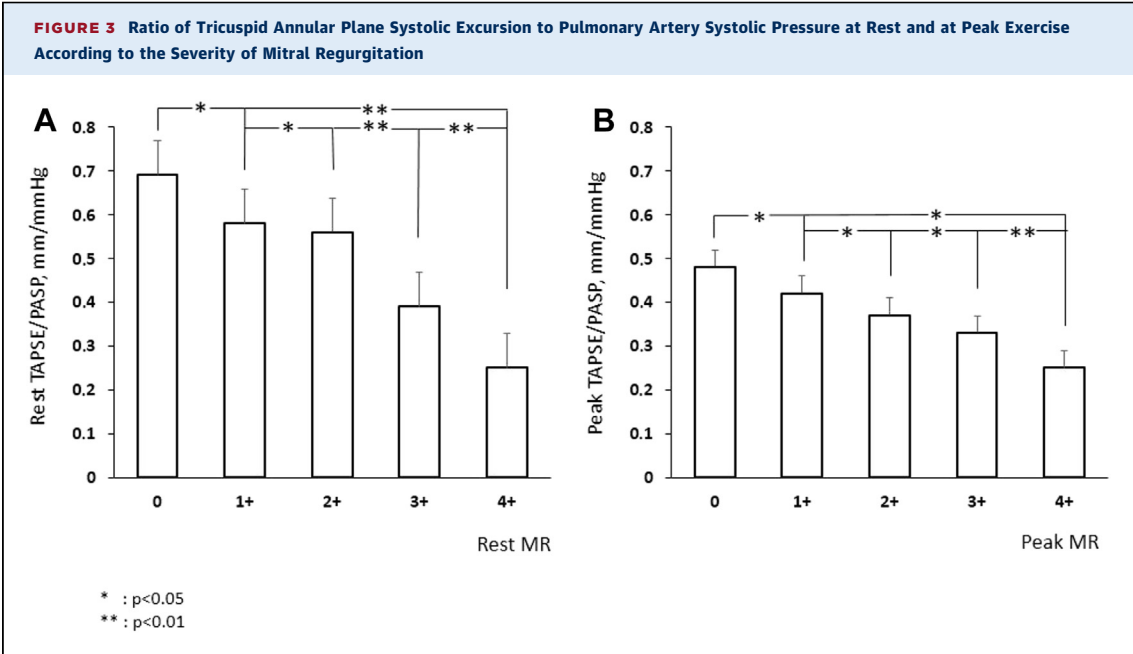 FIGURE 3 Ratio of Tricuspid Annular Plane Systolic Excursion to Pulmonary Artery Systolic Pressure at Rest and at Peak Exercise
According to the Severity of Mitral Regurgitation
A
* **
* ** **
Rest TAPSE/PASP, mm/mmHg
0.8
0.7
0.6
0.5
0.4
0.3
0.2
0.1
0
0 1+ 2+ 3+ 4+
Rest MR
B
* *
* * **
Peak TAPSE/PASP, mm/mmHg
0.8
0.7
0.6
0.5
0.4
0.3
0.2
0.1
0
0 1+ 2+ 3+ 4+
Peak MR
* : p<0.05
** : p<0.01